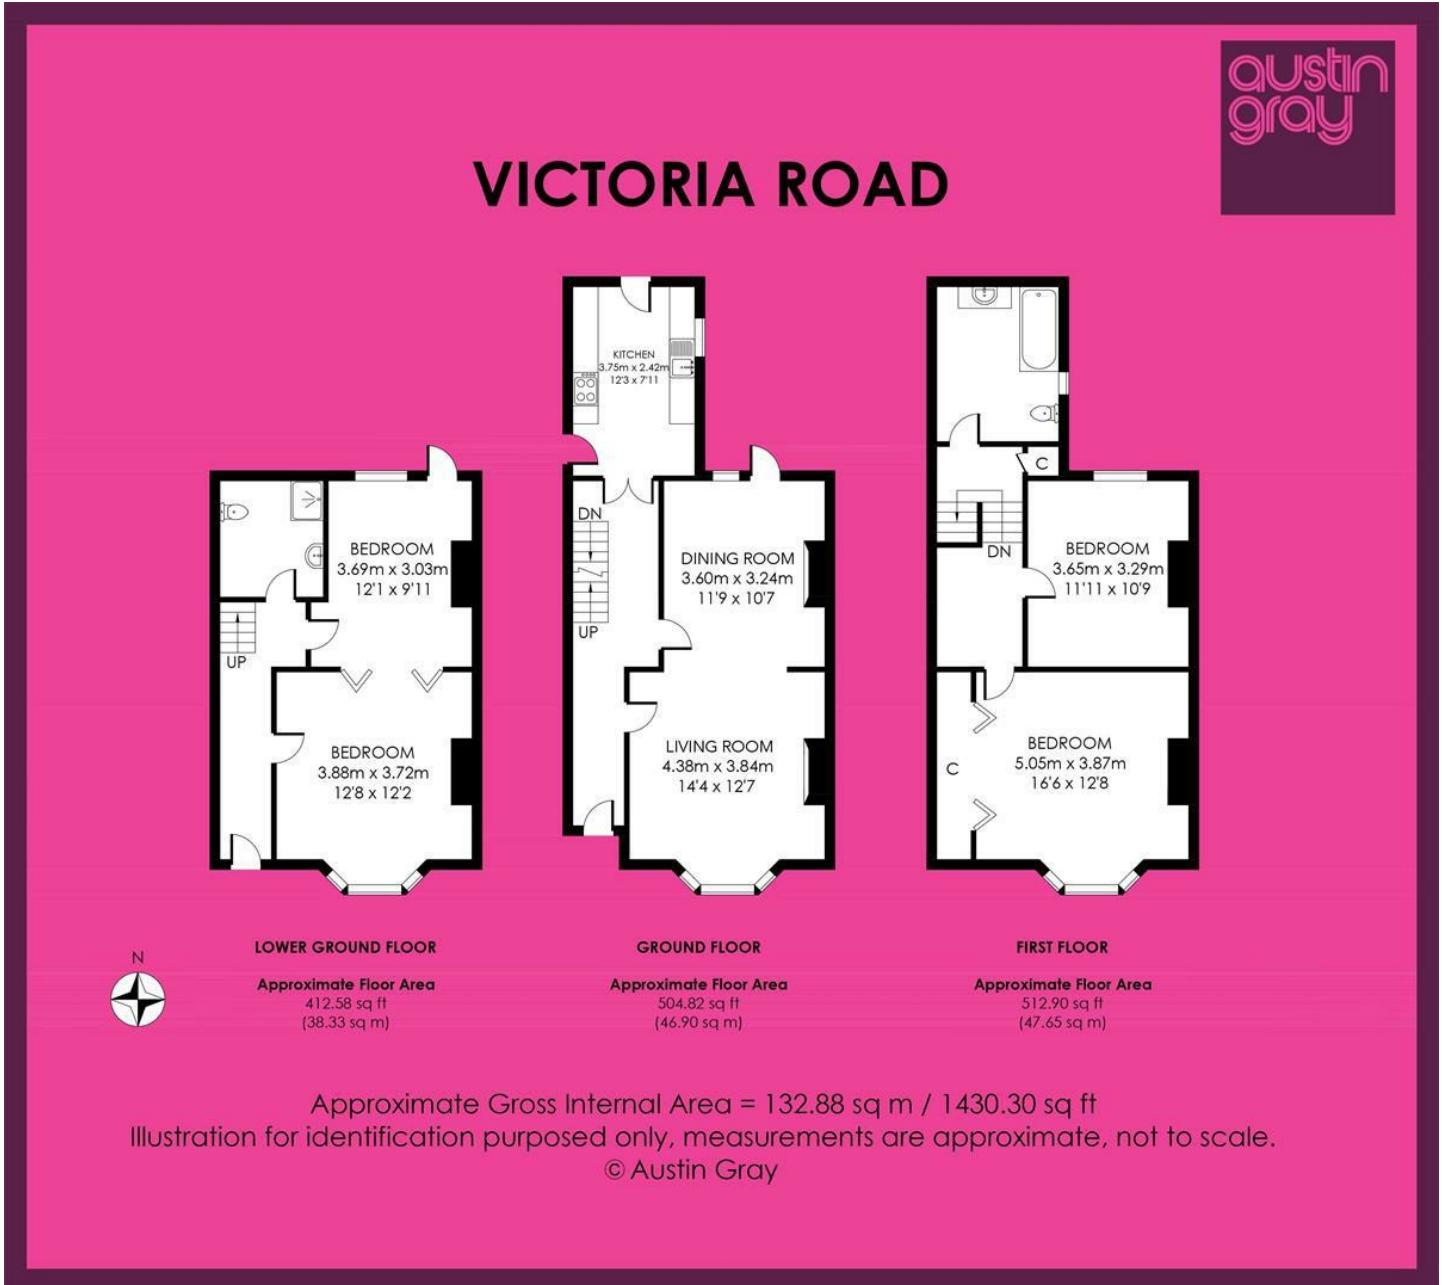 austin
gray
VICTORIA ROAD
KITCHEN
3.75m x 2.42m
12'3 x 7'11
BEDROOM
3.69m x 3.03m
12'1 x 9'11
UP
BEDROOM
3.88m x 3.72m
12'8 x 12'2
DN
UP
DINING ROOM
3.60m x 3.24m
11'9 x 10'7
LIVING ROOM
4.38m x 3.84m
14'4 x 12'7
C
DN
BEDROOM
3.65m x 3.29m
11'11 x 10'9
C
BEDROOM
5.05m x 3.87m
16'6 x 12'8
N
LOWER GROUND FLOOR
Approximate Floor Area
412.58 sq ft
(38.33 sq m)
GROUND FLOOR
Approximate Floor Area
504.82 sq ft
(46.90 sq m)
FIRST FLOOR
Approximate Floor Area
512.90 sq ft
(47.65 sq m)
Approximate Gross Internal Area = 132.88 sq m / 1430.30 sq ft
Illustration for identification purposed only, measurements are approximate, not to scale.
© Austin Gray